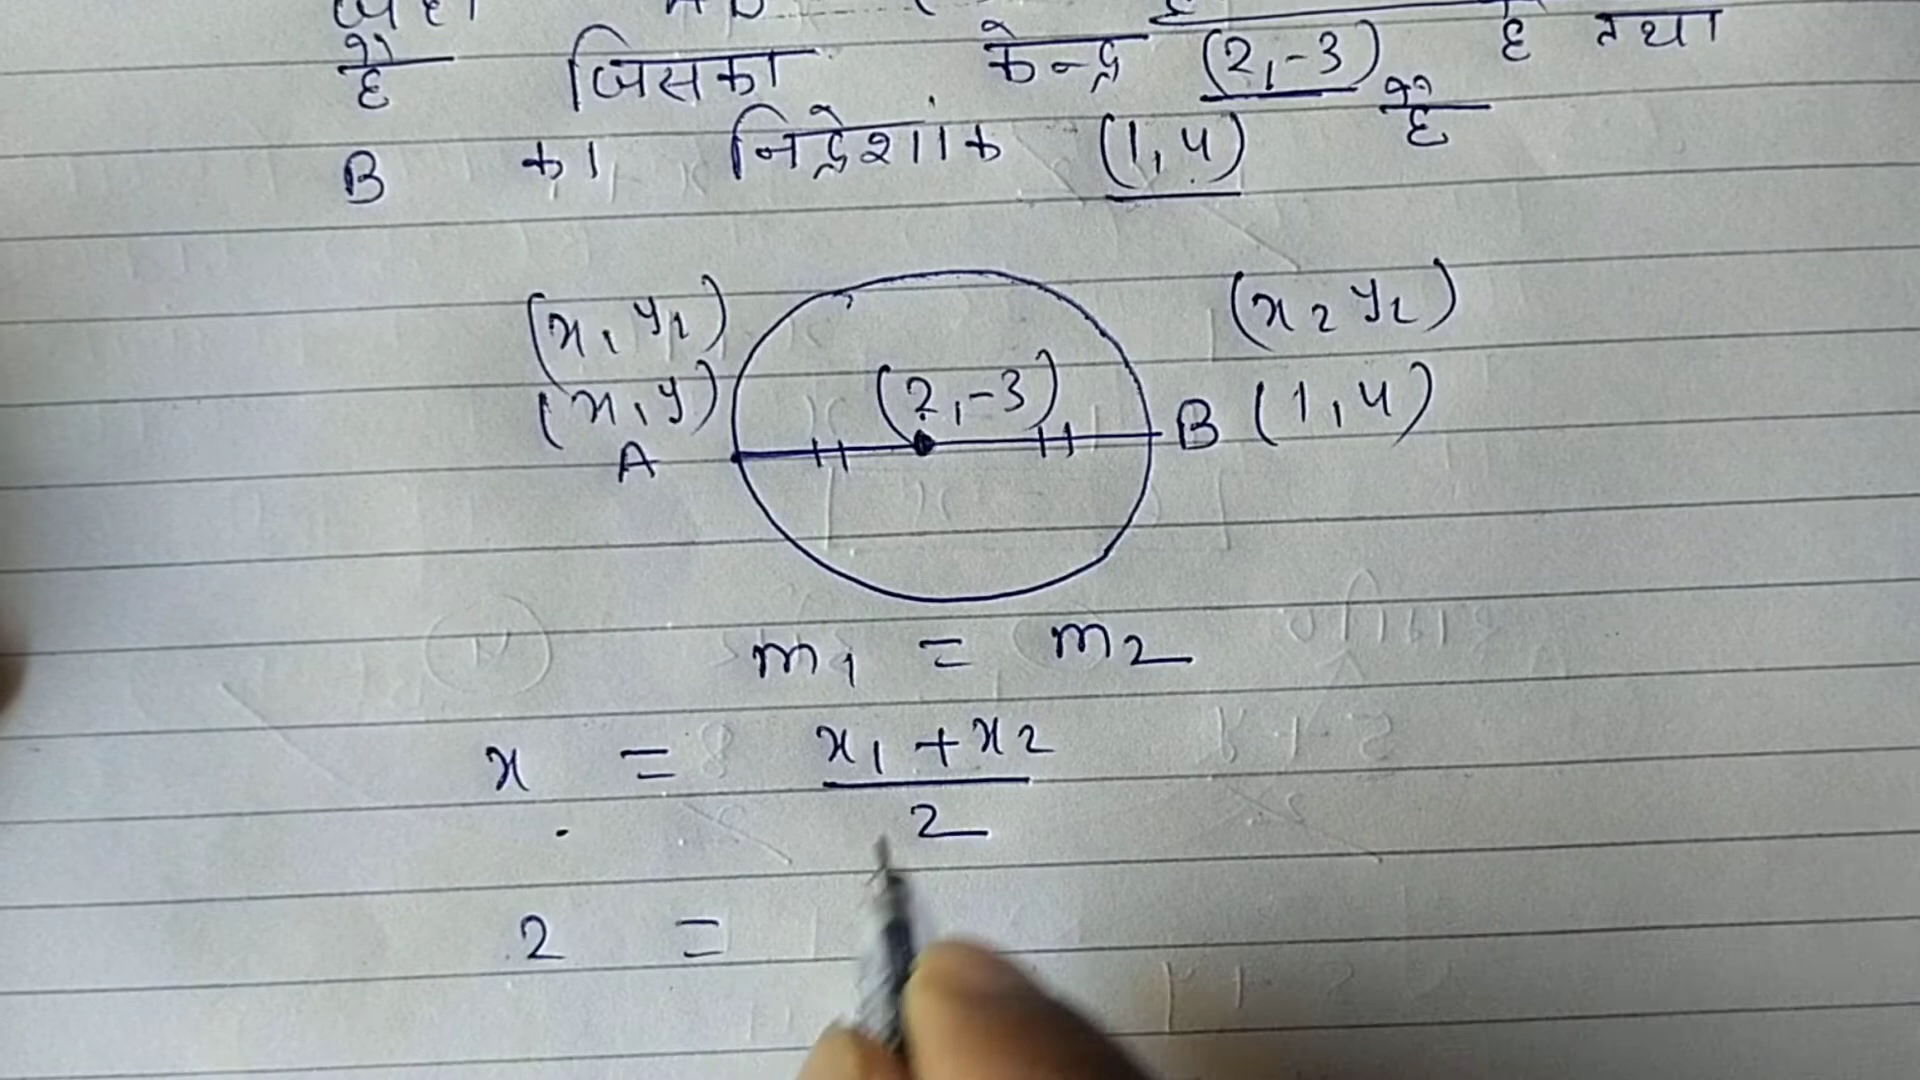 है जिसका केन्द्र (2,-3) है तथा
B का निद्रेशांक (1,4) है
(x1 y1) (x2 y2)
(x,y) (2,-3) B (1,4)
A
m1 = m2
x = x1+x2
2
2 =